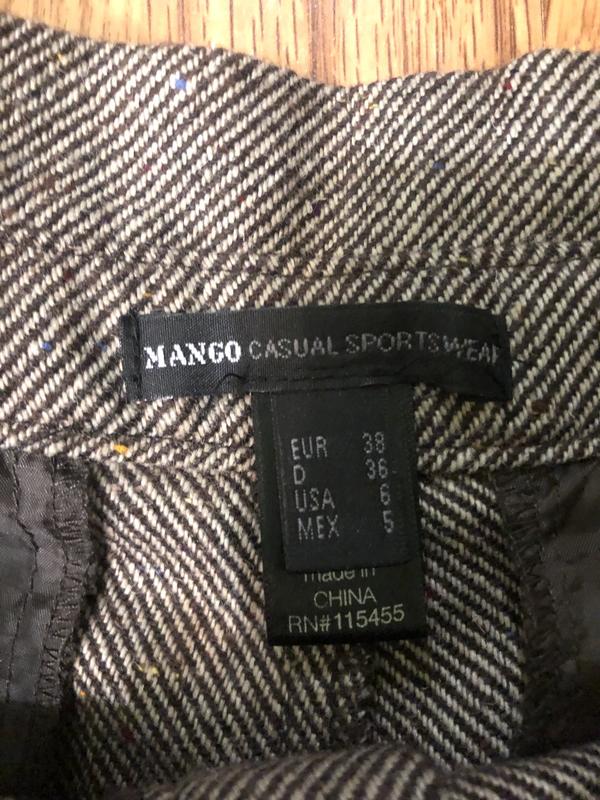 MANGO CASUAL SPORTSWEAR
EUR 38
D 36
USA 6
MEX 5
made in
CHINA
RN#115455